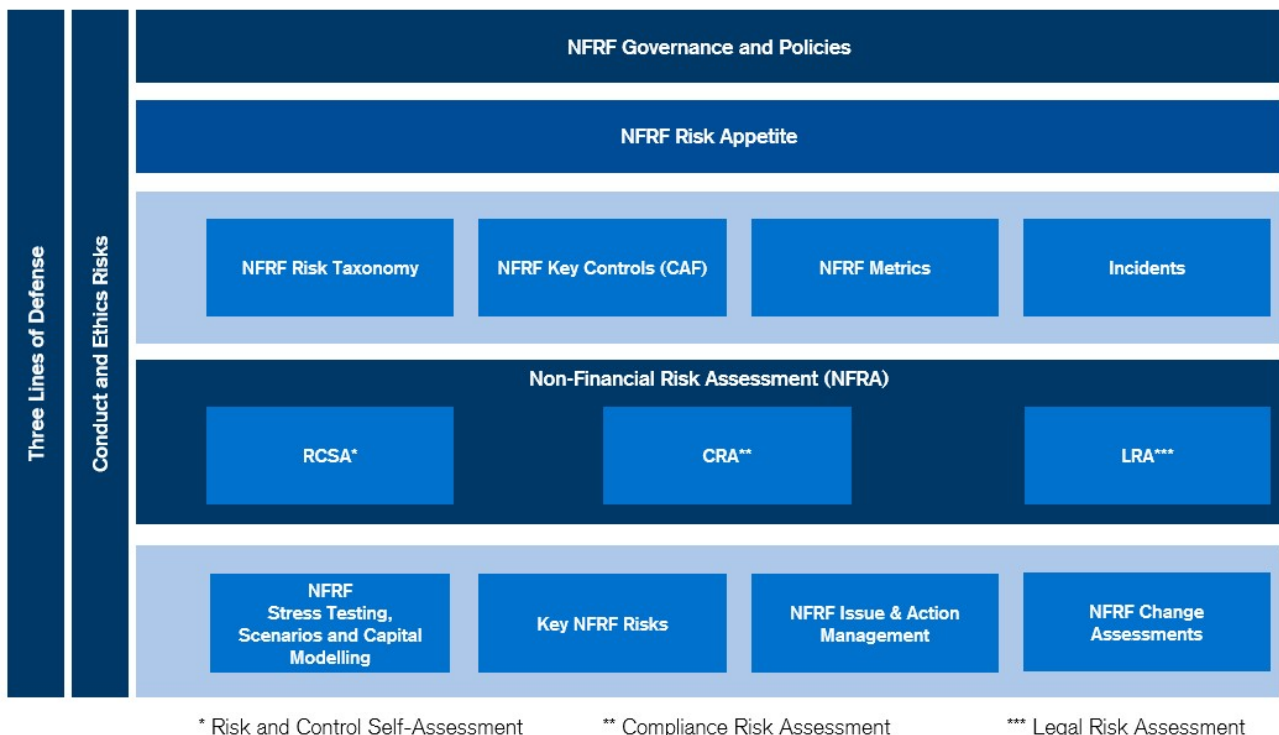 Three Lines of Defense
Conduct and Ethics Risks
NFRF Governance and Policies
NFRF Risk Appetite
NFRF Risk Taxonomy
NFRF Key Controls (CAF)
NFRF Metrics
Incidents
Non-Financial Risk Assessment (NFRA)
RCSA*
CRA**
LRA***
NFRF
Stress Testing,
Scenarios and Capital
Modelling
Key NFRF Risks
NFRF Issue & Action
Management
NFRF Change
Assessments
* Risk and Control Self-Assessment
** Compliance Risk Assessment
*** Legal Risk Assessment